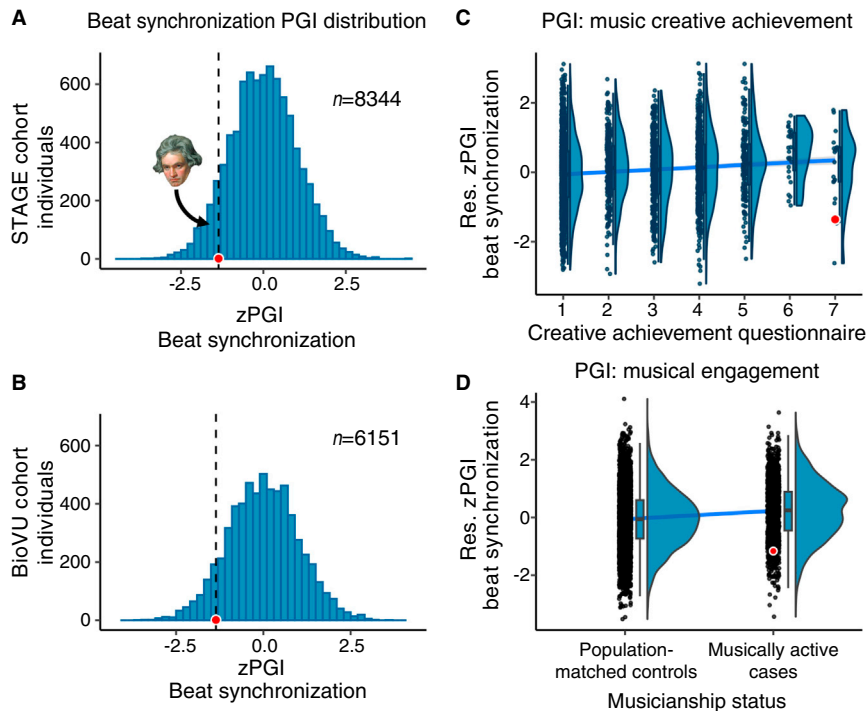 A
Beat synchronization PGI distribution
STAGE cohort
individuals
600
400
200
0
n=8344
-2.5
0.0
2.5
zPGI
Beat synchronization
B
BioVU cohort
individuals
600
400
200
0
n=6151
-2.5
0.0
2.5
zPGI
Beat synchronization
C
PGI: music creative achievement
Res. zPGI
beat synchronization
2
0
-2
1 2 3 4 5 6 7
Creative achievement questionnaire
D
PGI: musical engagement
Res. zPGI
beat synchronization
4
2
0
-2
Population-
matched controls
Musically active
cases
Musicianship status